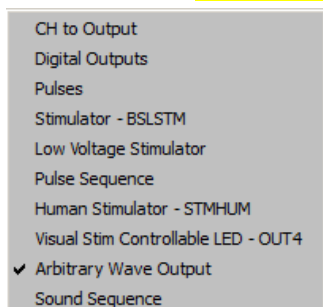 CH to Output
Digital Outputs
Pulses
Stimulator - BSLSTM
Low Voltage Stimulator
Pulse Sequence
Human Stimulator - STMHUM
Visual Stim Controllable LED - OUT4
Arbitrary Wave Output
Sound Sequence